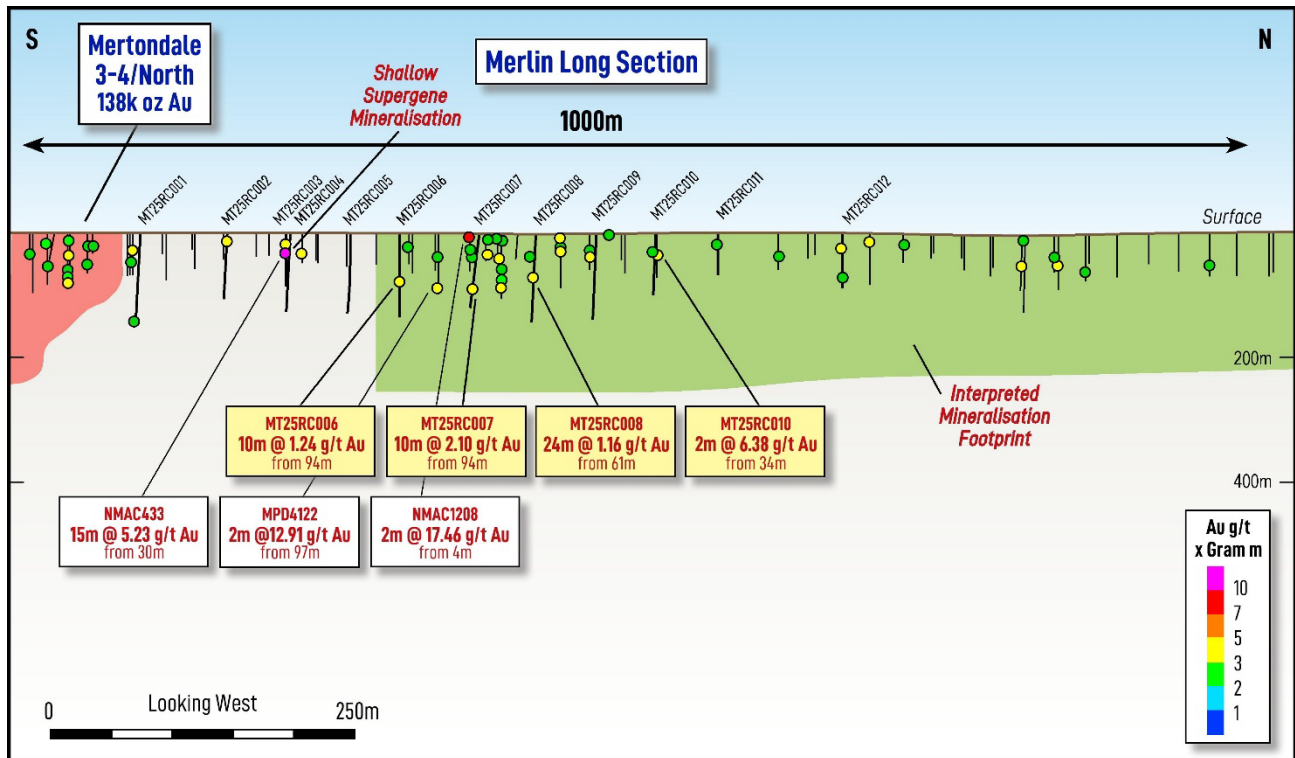 S
N
Mertondale
3-4/North
138k oz Au
Merlin Long Section
Shallow
Supergene
Mineralisation
1000m
MT25RC001
MT25RC002
MT25RC003
MT25RC004
MT25RC005
MT25RC006
MT25RC007
MT25RC008
MT25RC009
MT25RC010
MT25RC011
MT25RC012
Surface
200m
Interpreted
Mineralisation
Footprint
MT25RC006
10m @ 1.24 g/t Au
from 94m
MT25RC007
10m @ 2.10 g/t Au
from 94m
MT25RC008
24m @ 1.16 g/t Au
from 61m
MT25RC010
2m @ 6.38 g/t Au
from 34m
400m
NMAC433
15m @ 5.23 g/t Au
from 30m
MPD4122
2m @12.91 g/t Au
from 97m
NMAC1208
2m @ 17.46 g/t Au
from 4m
Au g/t
x Gram m
10
7
5
3
2
1
Looking West
0
250m